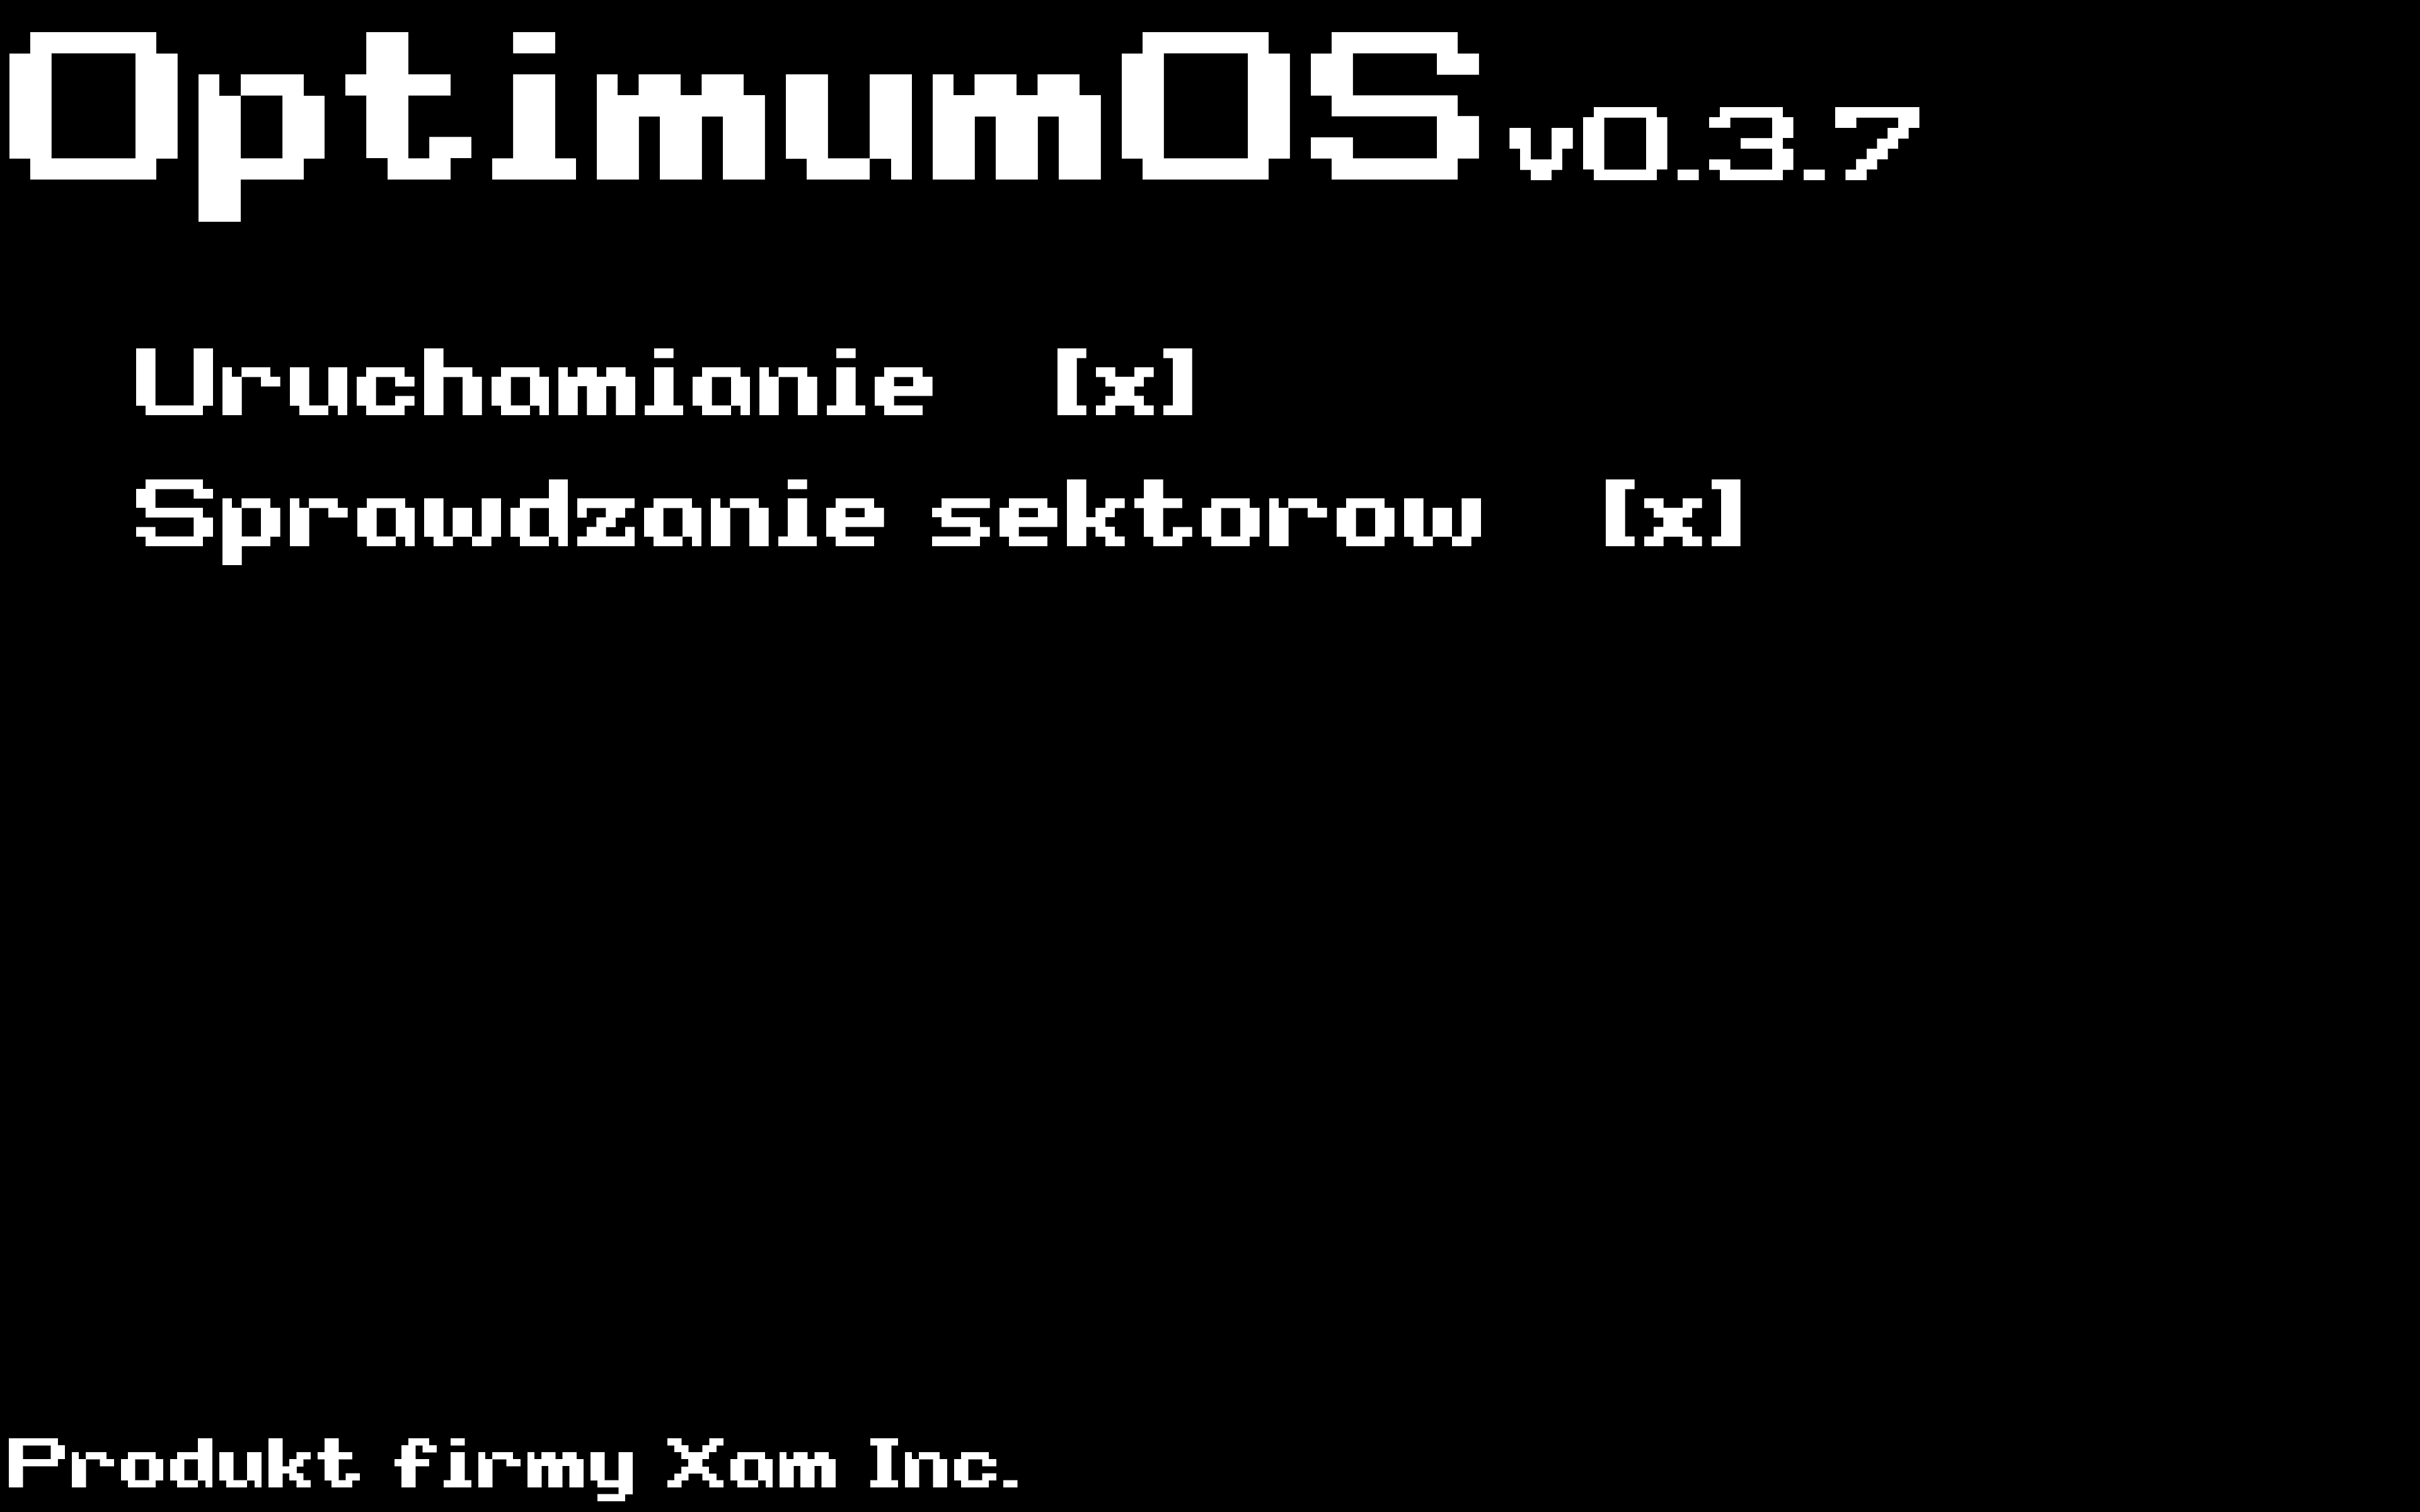 OptimumOS v0.3.7
Uruchamianie [x]
Sprawdzanie sektorow [x]
Produkt firmy Xam Inc.